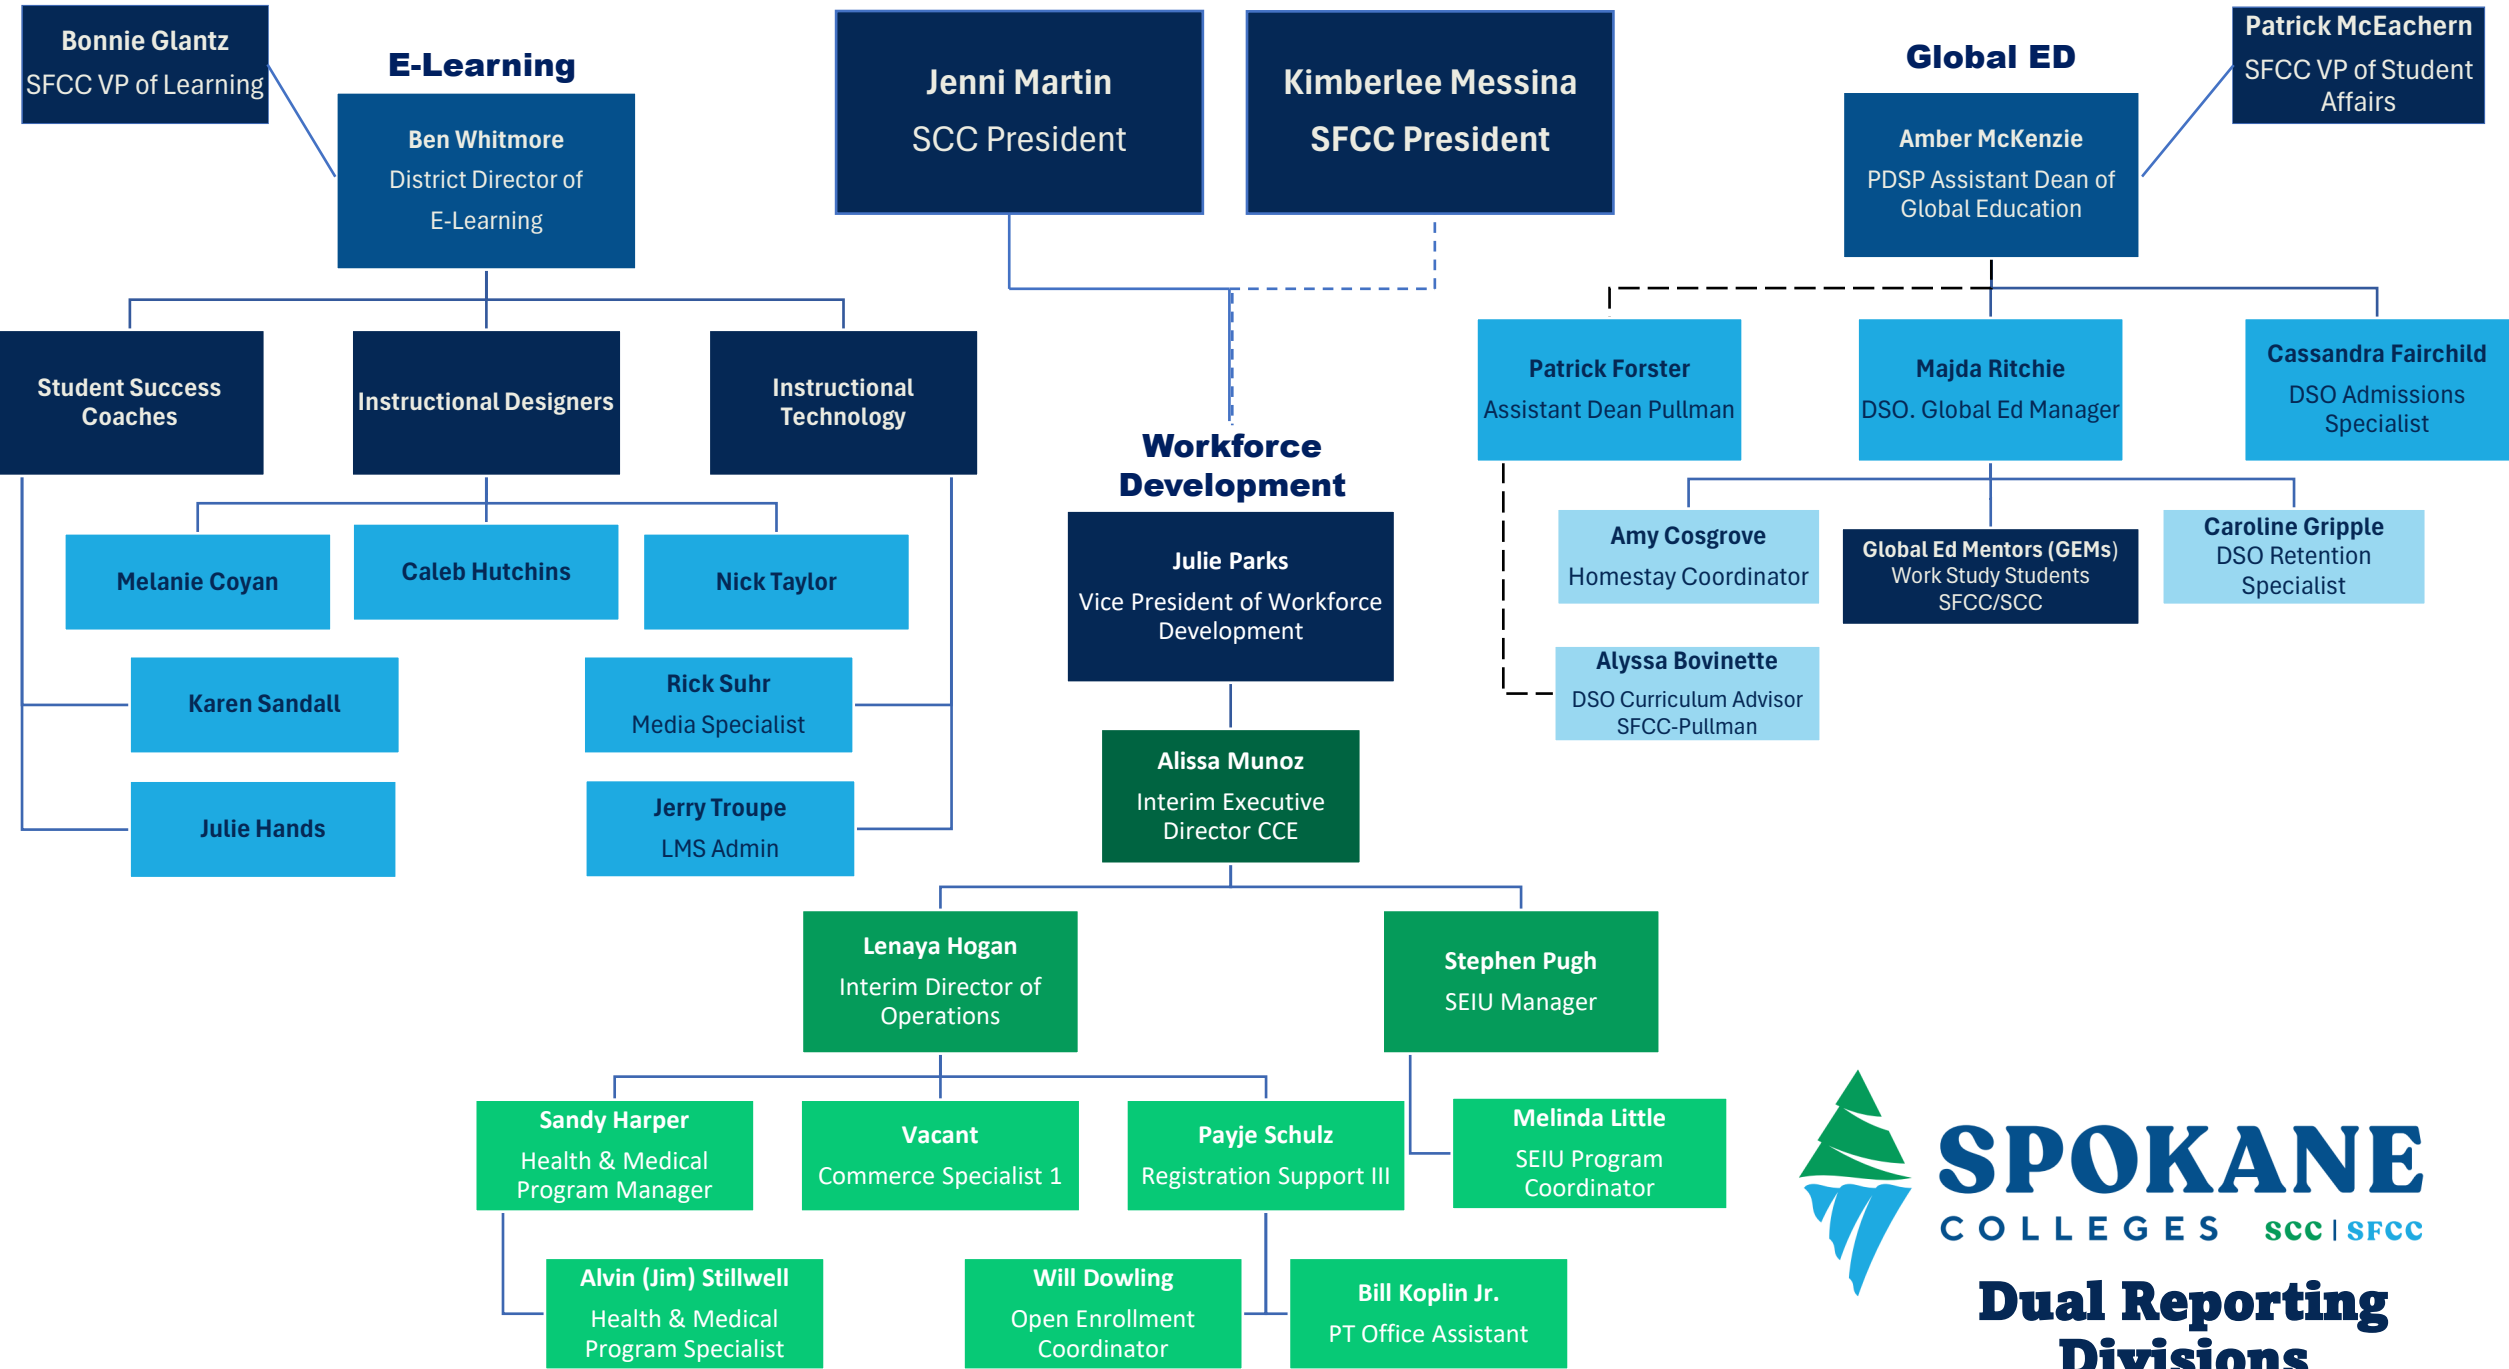 Bonnie Glantz
SFCC VP of Learning
E-Learning
Ben Whitmore
District Director of
E-Learning
Jenni Martin
SCC President
Kimberlee Messina
SFCC President
Global ED
Amber McKenzie
PDSP Assistant Dean of
Global Education
Patrick McEachern
SFCC VP of Student
Affairs
Student Success
Coaches
Instructional Designers
Instructional
Technology
Melanie Coyan
Caleb Hutchins
Nick Taylor
Karen Sandall
Rick Suhr
Media Specialist
Julie Hands
Jerry Troupe
LMS Admin
Patrick Forster
Assistant Dean Pullman
Majda Ritchie
DSO. Global Ed Manager
Cassandra Fairchild
DSO Admissions
Specialist
Amy Cosgrove
Homestay Coordinator
Global Ed Mentors (GEMs)
Work Study Students
SFCC/SCC
Caroline Gripple
DSO Retention
Specialist
Alyssa Bovinette
DSO Curriculum Advisor
SFCC-Pullman
Workforce
Development
Julie Parks
Vice President of Workforce
Development
Alissa Munoz
Interim Executive
Director CCE
Lenaya Hogan
Interim Director of
Operations
Stephen Pugh
SEIU Manager
Sandy Harper
Health & Medical
Program Manager
Vacant
Commerce Specialist 1
Payje Schulz
Registration Support III
Melinda Little
SEIU Program
Coordinator
Alvin (Jim) Stillwell
Health & Medical
Program Specialist
Will Dowling
Open Enrollment
Coordinator
Bill Koplin Jr.
PT Office Assistant
SPOKANE
COLLEGES SCC | SFCC
Dual Reporting
Divisions